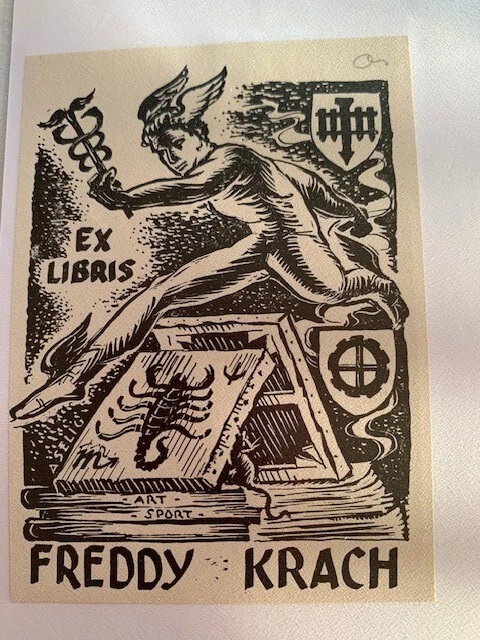 EX
LIBRIS
- ART -
- SPORT -
FREDDY KRACH